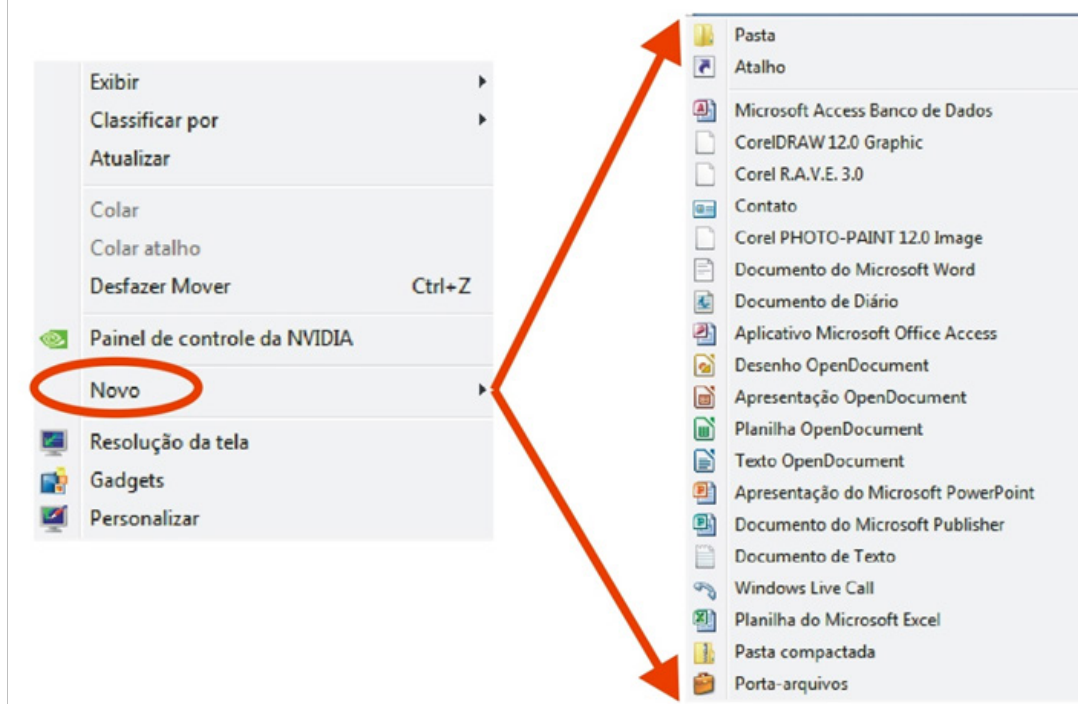 Exibir
Classificar por
Atualizar
Colar
Colar atalho
Desfazer Mover Ctrl+Z
Painel de controle da NVIDIA
Novo
Resolução da tela
Gadgets
Personalizar
Pasta
Atalho
Microsoft Access Banco de Dados
CorelDRAW 12.0 Graphic
Corel R.A.V.E. 3.0
Contato
Corel PHOTO-PAINT 12.0 Image
Documento do Microsoft Word
Documento de Diário
Aplicativo Microsoft Office Access
Desenho OpenDocument
Apresentação OpenDocument
Planilha OpenDocument
Texto OpenDocument
Apresentação do Microsoft PowerPoint
Documento do Microsoft Publisher
Documento de Texto
Windows Live Call
Planilha do Microsoft Excel
Pasta compactada
Porta-arquivos